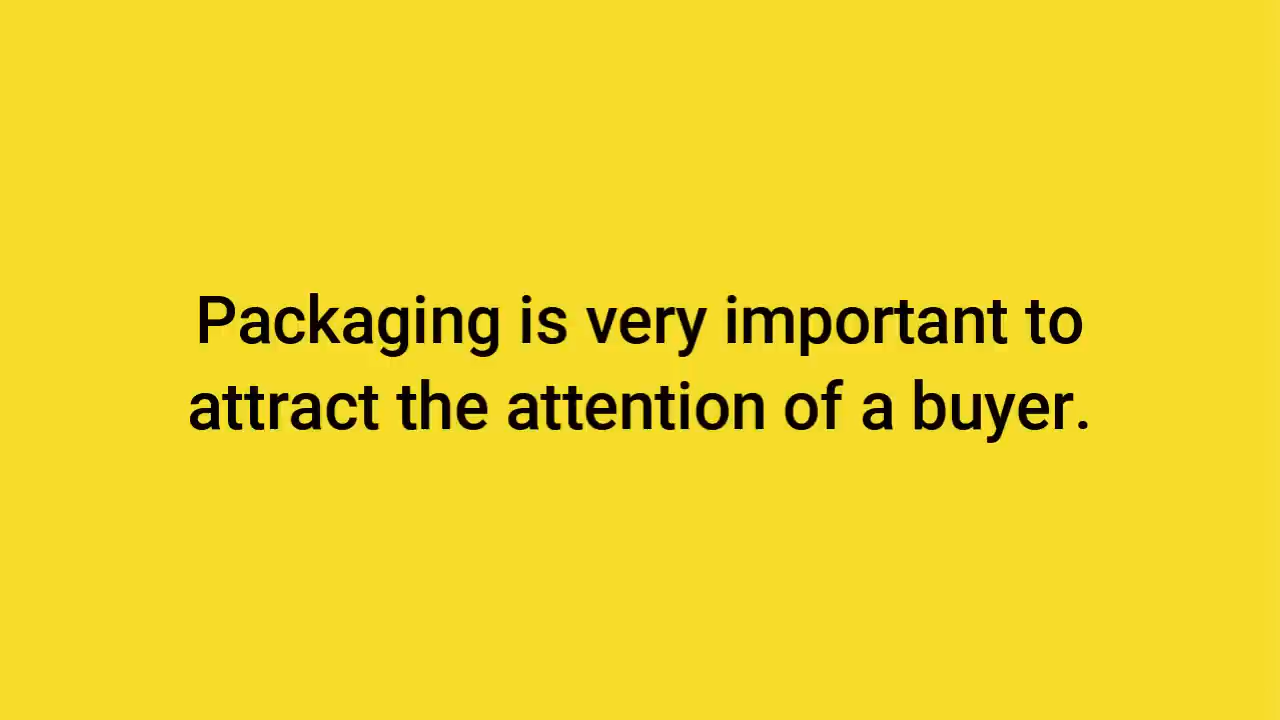 Packaging is very important to
attract the attention of a buyer.